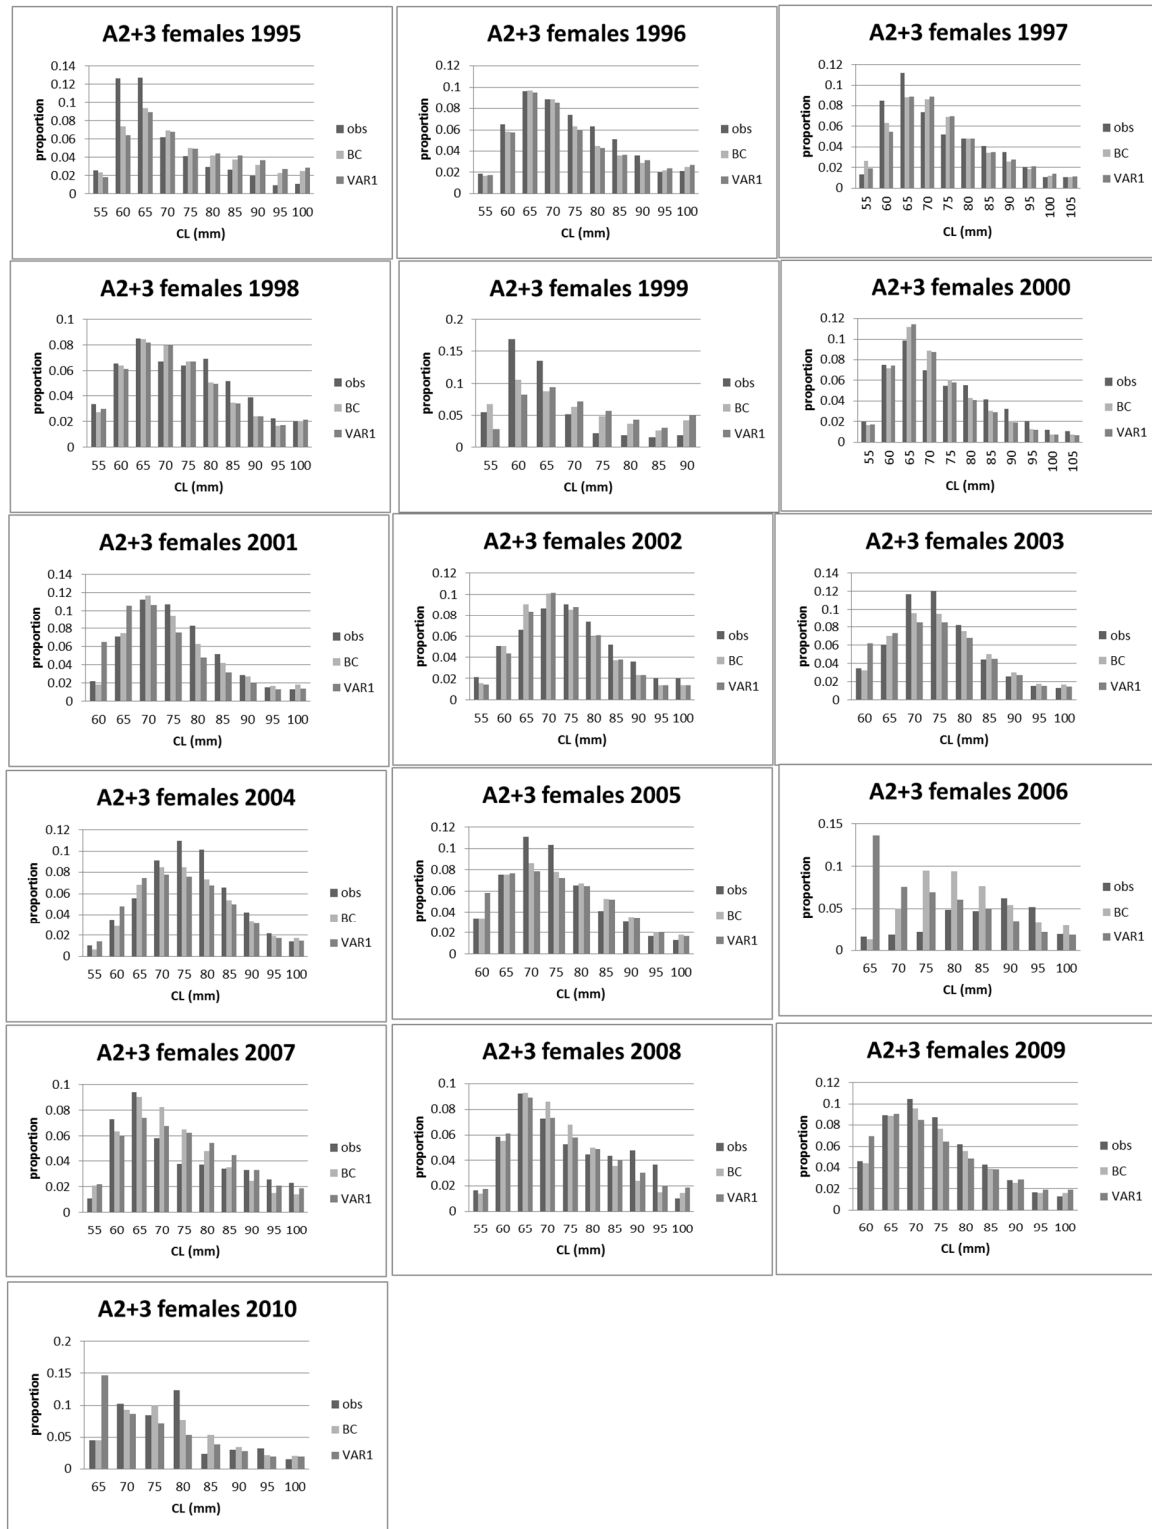 A2+3 females 1995
proportion
0.14
0.12
0.1
0.08
0.06
0.04
0.02
0
55 60 65 70 75 80 85 90 95 100
CL (mm)
obs
BC
VAR1
A2+3 females 1996
proportion
0.12
0.1
0.08
0.06
0.04
0.02
0
55 60 65 70 75 80 85 90 95 100
CL (mm)
obs
BC
VAR1
A2+3 females 1997
proportion
0.12
0.1
0.08
0.06
0.04
0.02
0
55 60 65 70 75 80 85 90 95 100 105
CL (mm)
obs
BC
VAR1
A2+3 females 1998
proportion
0.1
0.08
0.06
0.04
0.02
0
55 60 65 70 75 80 85 90 95 100
CL (mm)
obs
BC
VAR1
A2+3 females 1999
proportion
0.2
0.15
0.1
0.05
0
55 60 65 70 75 80 85 90
CL (mm)
obs
BC
VAR1
A2+3 females 2000
proportion
0.12
0.1
0.08
0.06
0.04
0.02
0
55 60 65 70 75 80 85 90 95 100 105
CL (mm)
obs
BC
VAR1
A2+3 females 2001
proportion
0.14
0.12
0.1
0.08
0.06
0.04
0.02
0
60 65 70 75 80 85 90 95 100
CL (mm)
obs
BC
VAR1
A2+3 females 2002
proportion
0.12
0.1
0.08
0.06
0.04
0.02
0
55 60 65 70 75 80 85 90 95 100
CL (mm)
obs
BC
VAR1
A2+3 females 2003
proportion
0.14
0.12
0.1
0.08
0.06
0.04
0.02
0
60 65 70 75 80 85 90 95 100
CL (mm)
obs
BC
VAR1
A2+3 females 2004
proportion
0.12
0.1
0.08
0.06
0.04
0.02
0
55 60 65 70 75 80 85 90 95 100
CL (mm)
obs
BC
VAR1
A2+3 females 2005
proportion
0.12
0.1
0.08
0.06
0.04
0.02
0
60 65 70 75 80 85 90 95 100
CL (mm)
obs
BC
VAR1
A2+3 females 2006
proportion
0.15
0.1
0.05
0
65 70 75 80 85 90 95 100
CL (mm)
obs
BC
VAR1
A2+3 females 2007
proportion
0.1
0.08
0.06
0.04
0.02
0
55 60 65 70 75 80 85 90 95 100
CL (mm)
obs
BC
VAR1
A2+3 females 2008
proportion
0.1
0.08
0.06
0.04
0.02
0
55 60 65 70 75 80 85 90 95 100
CL (mm)
obs
BC
VAR1
A2+3 females 2009
proportion
0.12
0.1
0.08
0.06
0.04
0.02
0
60 65 70 75 80 85 90 95 100
CL (mm)
obs
BC
VAR1
A2+3 females 2010
proportion
0.2
0.15
0.1
0.05
0
65 70 75 80 85 90 95 100
CL (mm)
obs
BC
VAR1